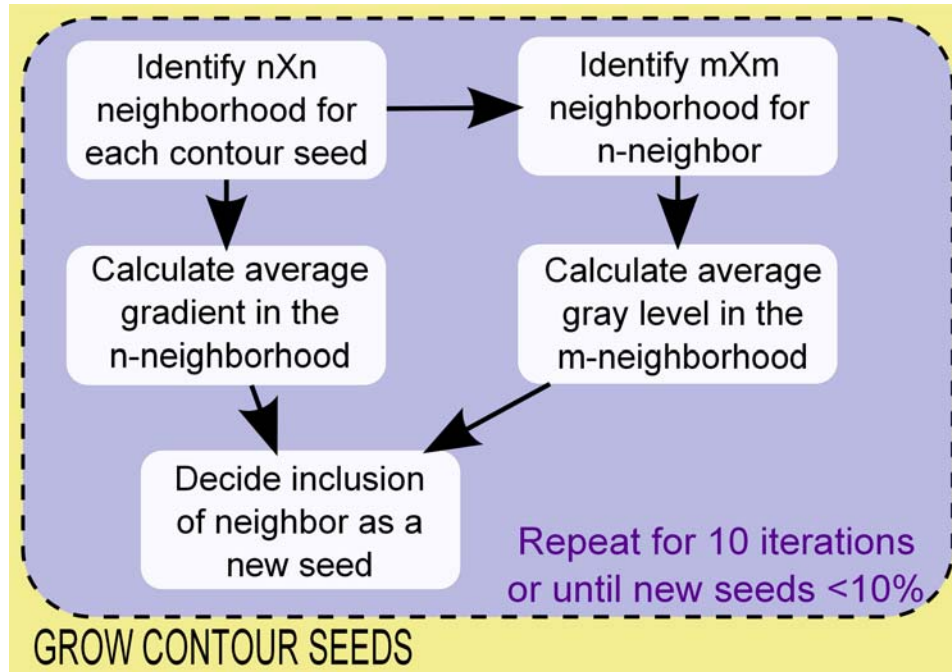 Identify nXn
neighborhood for
each contour seed
Identify mXm
neighborhood for
n-neighbor
Calculate average
gradient in the
n-neighborhood
Calculate average
gray level in the
m-neighborhood
Decide inclusion
of neighbor as a
new seed
Repeat for 10 iterations
or until new seeds <10%
GROW CONTOUR SEEDS